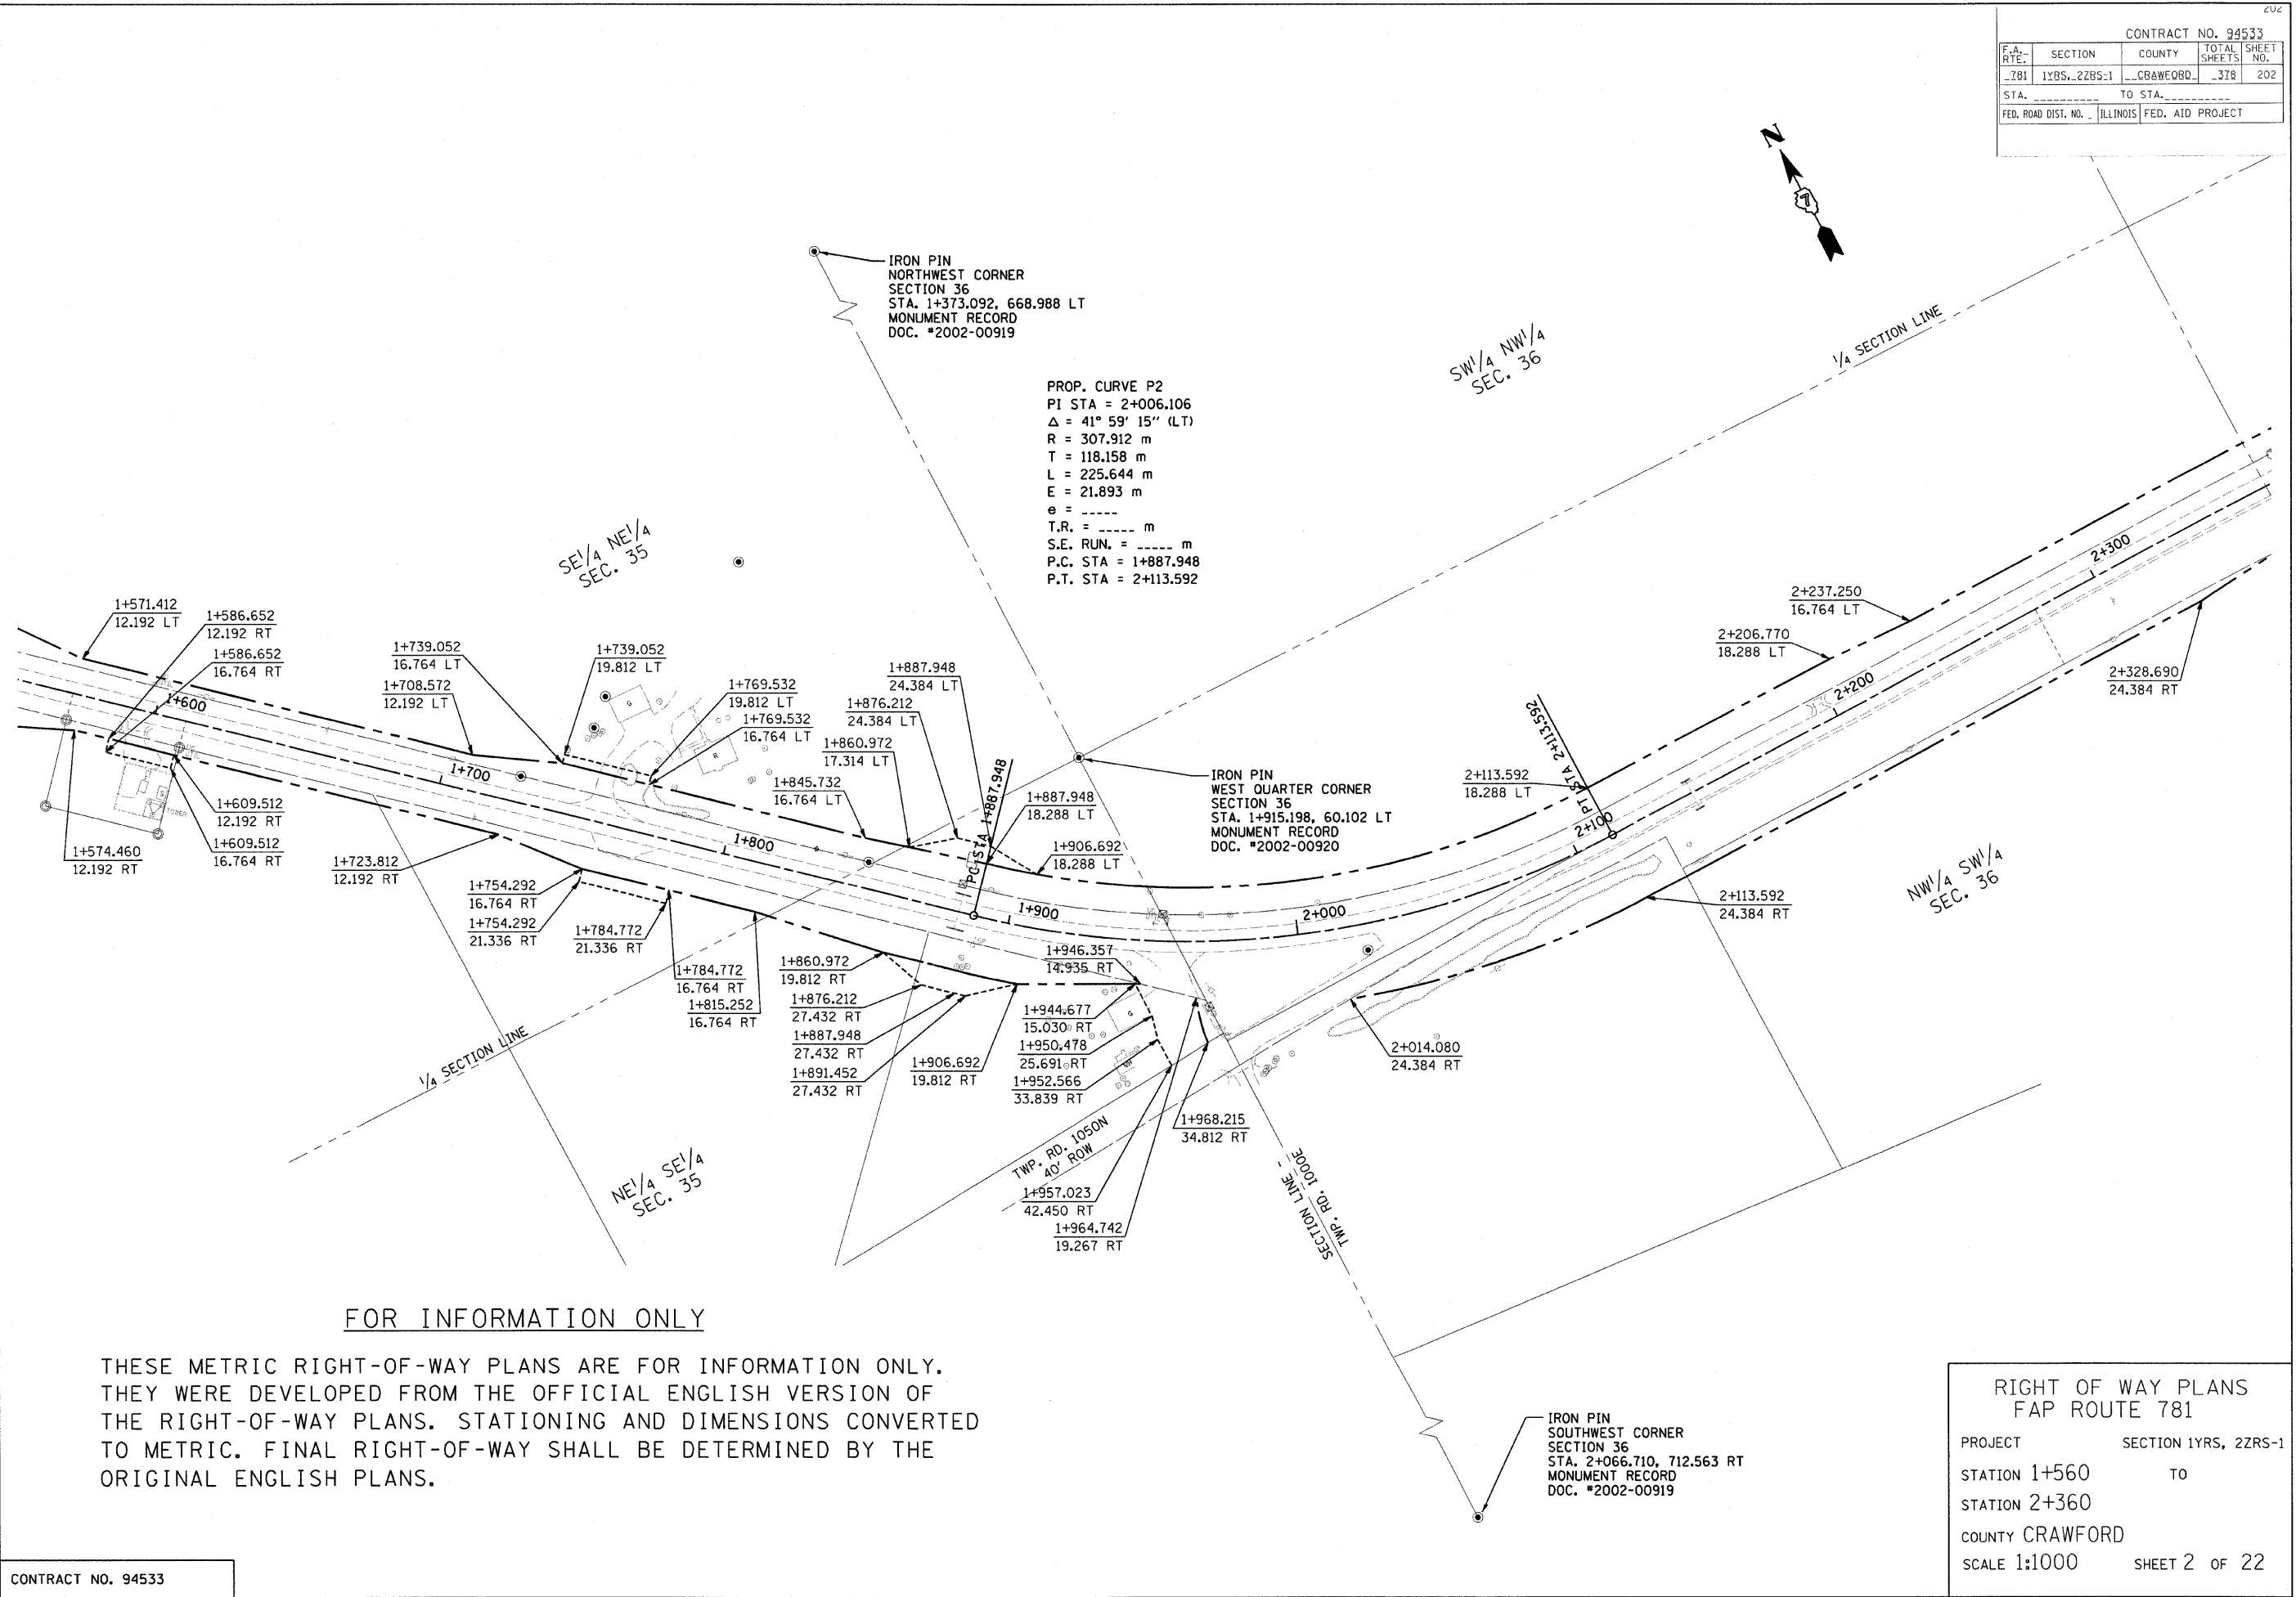 202
CONTRACT NO. 94533
F.A. RTE. SECTION COUNTY TOTAL SHEETS SHEET NO.
781 1YRS, 2ZRS-1 CRAWFORD 378 202
STA. TO STA.
FED. ROAD DIST. NO. ILLINOIS FED. AID PROJECT
N
7
IRON PIN
NORTHWEST CORNER
SECTION 36
STA. 1+373.092, 668.988 LT
MONUMENT RECORD
DOC. #2002-00919
PROP. CURVE P2
PI STA = 2+006.106
Δ = 41° 59' 15'' (LT)
R = 307.912 m
T = 118.158 m
L = 225.644 m
E = 21.893 m
e = _____
T.R. = _____ m
S.E. RUN. = _____ m
P.C. STA = 1+887.948
P.T. STA = 2+113.592
SW1/4 NW1/4
SEC. 36
1/4 SECTION LINE
SE1/4 NE1/4
SEC. 35
1+571.412
12.192 LT
1+586.652
12.192 RT
1+586.652
16.764 RT
1+739.052
16.764 LT
1+708.572
12.192 LT
1+739.052
19.812 LT
1+769.532
19.812 LT
1+769.532
16.764 LT
1+887.948
24.384 LT
1+876.212
24.384 LT
1+860.972
17.314 LT
1+845.732
16.764 LT
PC STA 1+887.948
1+887.948
18.288 LT
1+906.692
18.288 LT
IRON PIN
WEST QUARTER CORNER
SECTION 36
STA. 1+915.198, 60.102 LT
MONUMENT RECORD
DOC. #2002-00920
2+113.592
18.288 LT
PT STA 2+113.592
2+206.770
18.288 LT
2+237.250
16.764 LT
2+328.690
24.384 RT
2+113.592
24.384 RT
NW1/4 SW1/4
SEC. 36
1+600
1+700
1+800
1+900
2+000
2+100
2+200
2+300
G
R
G
1+574.460
12.192 RT
1+609.512
12.192 RT
1+609.512
16.764 RT
1+723.812
12.192 RT
1+754.292
16.764 RT
1+754.292
21.336 RT
1+784.772
21.336 RT
1+784.772
16.764 RT
1+815.252
16.764 RT
1+860.972
19.812 RT
1+876.212
27.432 RT
1+887.948
27.432 RT
1+891.452
27.432 RT
1+906.692
19.812 RT
1+946.357
14.935 RT
1+944.677
15.030 RT
1+950.478
25.691 RT
1+952.566
33.839 RT
1+957.023
42.450 RT
1+964.742
19.267 RT
1+968.215
34.812 RT
2+014.080
24.384 RT
1/4 SECTION LINE
NE1/4 SE1/4
SEC. 35
TWP. RD. 1050N
40' ROW
SECTION LINE -
TWP. RD. 1000E
FOR INFORMATION ONLY
THESE METRIC RIGHT-OF-WAY PLANS ARE FOR INFORMATION ONLY.
THEY WERE DEVELOPED FROM THE OFFICIAL ENGLISH VERSION OF
THE RIGHT-OF-WAY PLANS. STATIONING AND DIMENSIONS CONVERTED
TO METRIC. FINAL RIGHT-OF-WAY SHALL BE DETERMINED BY THE
ORIGINAL ENGLISH PLANS.
IRON PIN
SOUTHWEST CORNER
SECTION 36
STA. 2+066.710, 712.563 RT
MONUMENT RECORD
DOC. #2002-00919
RIGHT OF WAY PLANS
FAP ROUTE 781
PROJECT SECTION 1YRS, 2ZRS-1
STATION 1+560 TO
STATION 2+360
COUNTY CRAWFORD
SCALE 1:1000 SHEET 2 OF 22
CONTRACT NO. 94533